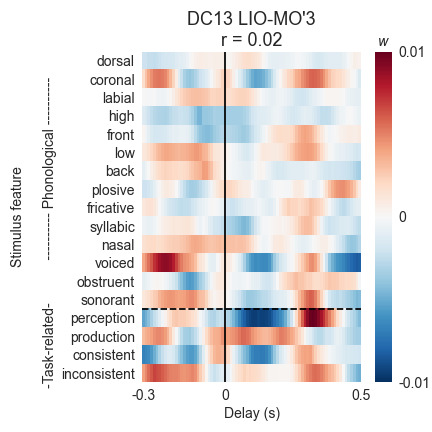 DC13 LIO-MO'3
r = 0.02
w
dorsal
coronal
labial
high
front
low
back
plosive
fricative
syllabic
nasal
voiced
obstruent
sonorant
perception
production
consistent
inconsistent
Stimulus feature
-Task-related- ---------- Phonological ----------
0.01
0
-0.01
-0.3
0
0.5
Delay (s)